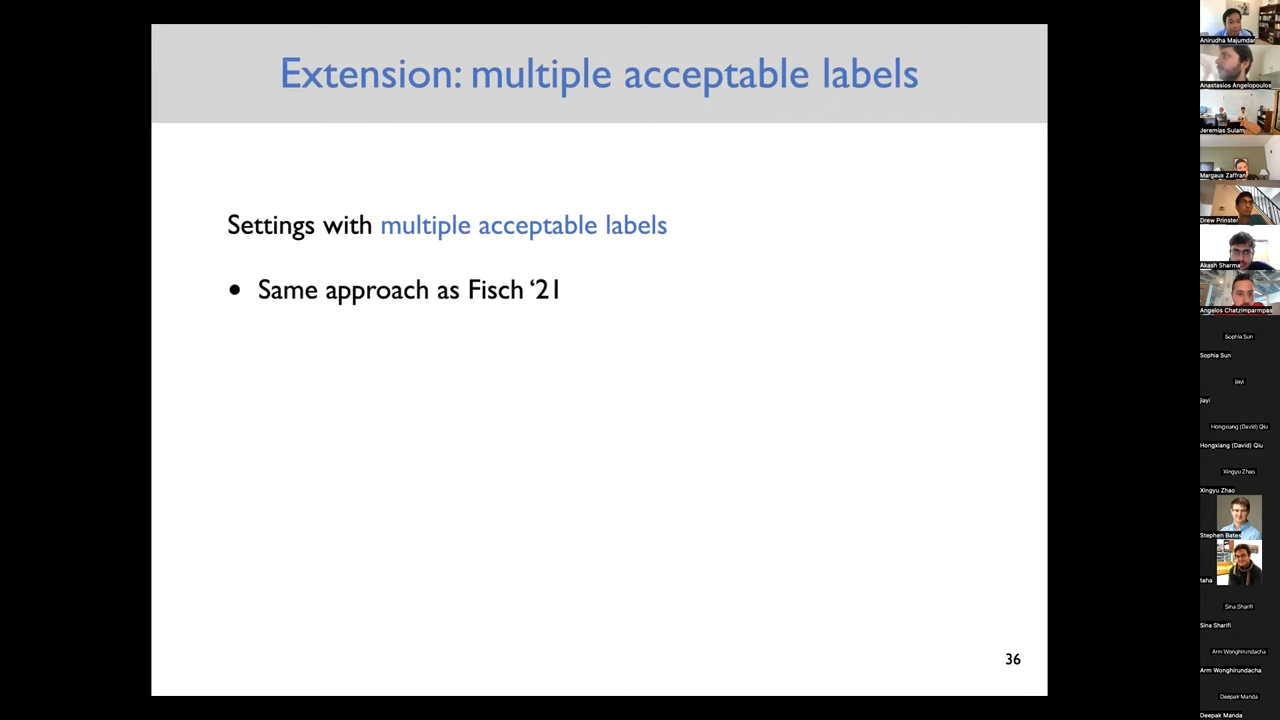 Extension: multiple acceptable labels
Settings with multiple acceptable labels
• Same approach as Fisch ‘21
36
Anirudha Majumdar
Anastasios Angelopoulos
Jeremias Sulam
Margaux Zaffran
Drew Prinster
Akash Sharma
Angelos Chatzimparmpas
Sophia Sun
Sophia Sun
jiayi
jiayi
Hongxiang (David) Qiu
Hongxiang (David) Qiu
Xingyu Zhao
Xingyu Zhao
Stephen Bates
taha
Sina Sharifi
Sina Sharifi
Arm Wonghirundacha
Arm Wonghirundacha
Deepak Manda
Deepak Manda